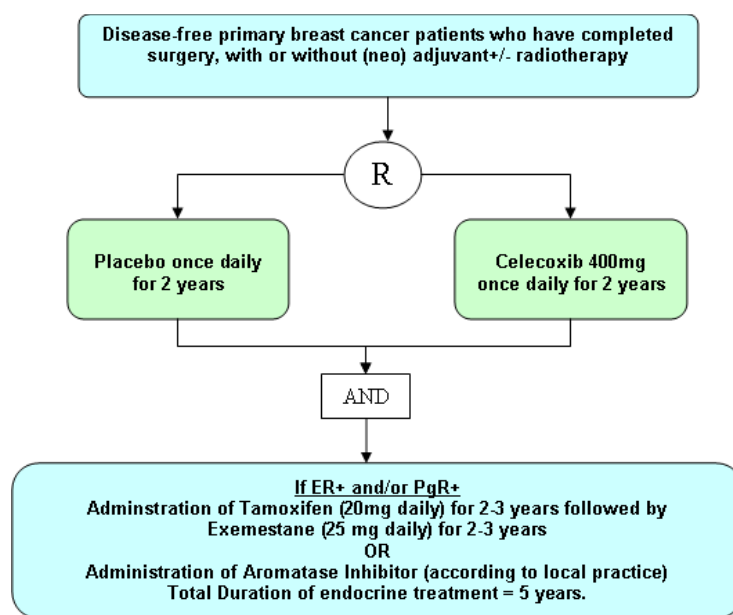 Disease-free primary breast cancer patients who have completed
surgery, with or without (neo) adjuvant+/- radiotherapy
R
Placebo once daily
for 2 years
Celecoxib 400mg
once daily for 2 years
AND
If ER+ and/or PgR+
Adminstration of Tamoxifen (20mg daily) for 2-3 years followed by
Exemestane (25 mg daily) for 2-3 years
OR
Administration of Aromatase Inhibitor (according to local practice)
Total Duration of endocrine treatment = 5 years.